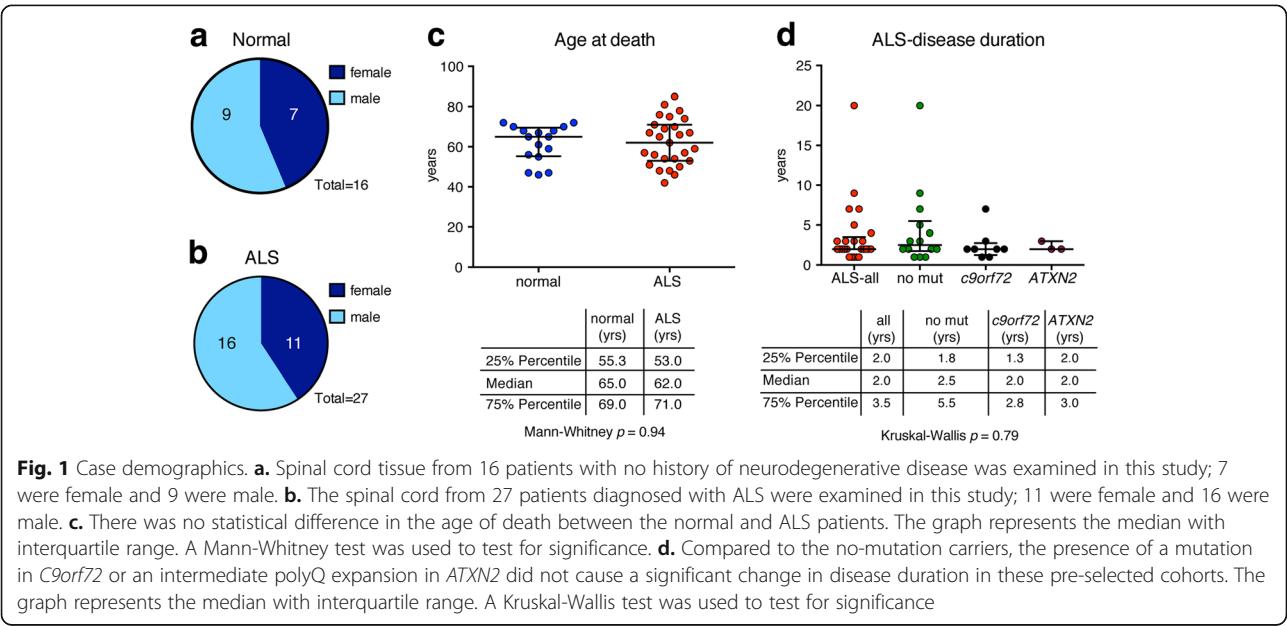 a
Normal
female
male
9
7
Total=16
b
ALS
female
male
16
11
Total=27
c
Age at death
100
80
60
40
20
0
years
normal
ALS
normal (yrs) ALS (yrs)
25% Percentile 55.3 53.0
Median 65.0 62.0
75% Percentile 69.0 71.0
Mann-Whitney p = 0.94
d
ALS-disease duration
25
20
15
10
5
0
years
ALS-all
no mut
c9orf72
ATXN2
all (yrs) no mut (yrs) c9orf72 (yrs) ATXN2 (yrs)
25% Percentile 2.0 1.8 1.3 2.0
Median 2.0 2.5 2.0 2.0
75% Percentile 3.5 5.5 2.8 3.0
Kruskal-Wallis p = 0.79
Fig. 1 Case demographics. a. Spinal cord tissue from 16 patients with no history of neurodegenerative disease was examined in this study; 7
were female and 9 were male. b. The spinal cord from 27 patients diagnosed with ALS were examined in this study; 11 were female and 16 were
male. c. There was no statistical difference in the age of death between the normal and ALS patients. The graph represents the median with
interquartile range. A Mann-Whitney test was used to test for significance. d. Compared to the no-mutation carriers, the presence of a mutation
in C9orf72 or an intermediate polyQ expansion in ATXN2 did not cause a significant change in disease duration in these pre-selected cohorts. The
graph represents the median with interquartile range. A Kruskal-Wallis test was used to test for significance